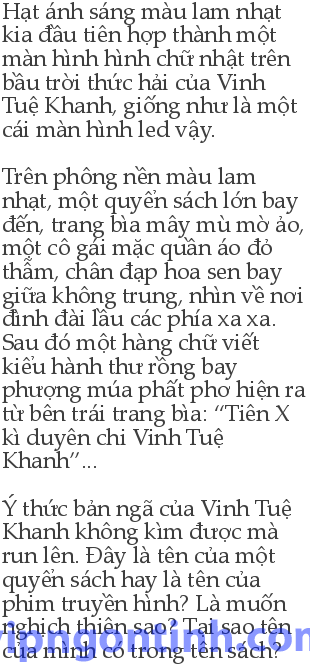 Hạt ánh sáng màu lam nhạt
kia đầu tiên hợp thành một
màn hình hình chữ nhật trên
bầu trời thức hải của Vinh
Tuệ Khanh, giống như là một
cái màn hình led vậy.
Trên phông nền màu lam
nhạt, một quyển sách lớn bay
đến, trang bìa mây mù mờ ảo,
một cô gái mặc quần áo đỏ
thẫm, chân đạp hoa sen bay
giữa không trung, nhìn về nơi
đình đài lầu các phía xa xa.
Sau đó một hàng chữ viết
kiểu hành thư rồng bay
phượng múa phất phơ hiện ra
từ bên trái trang bìa: “Tiên X
kì duyên chi Vinh Tuệ
Khanh”...
Ý thức bản ngã của Vinh Tuệ
Khanh không kìm được mà
run lên. Đây là tên của một
quyển sách hay là tên của
phim truyền hình? Là muốn
nghịch thiên sao? Tại sao tên
của mình có trong tên sách?
vipngontinh.com